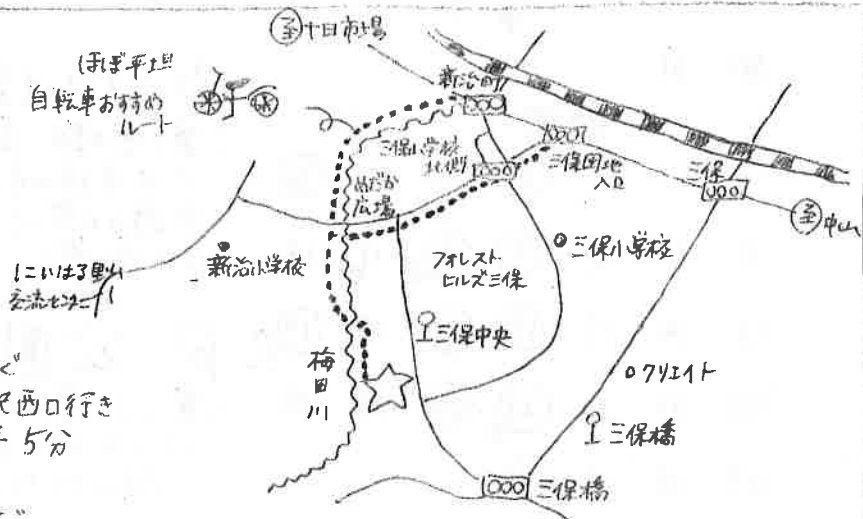 至十日市場
ほぼ平坦
自転車おすすめ
ルート
新治町
三保小学校
北側
三保団地
入口
三保
至中山
めだか
広場
新治小学校
にいはる里山
交流センター
フォレスト
ヒルズ三保
三保小学校
三保中央
梅田川
クリエイト
三保橋
三保橋
西口行き
5分